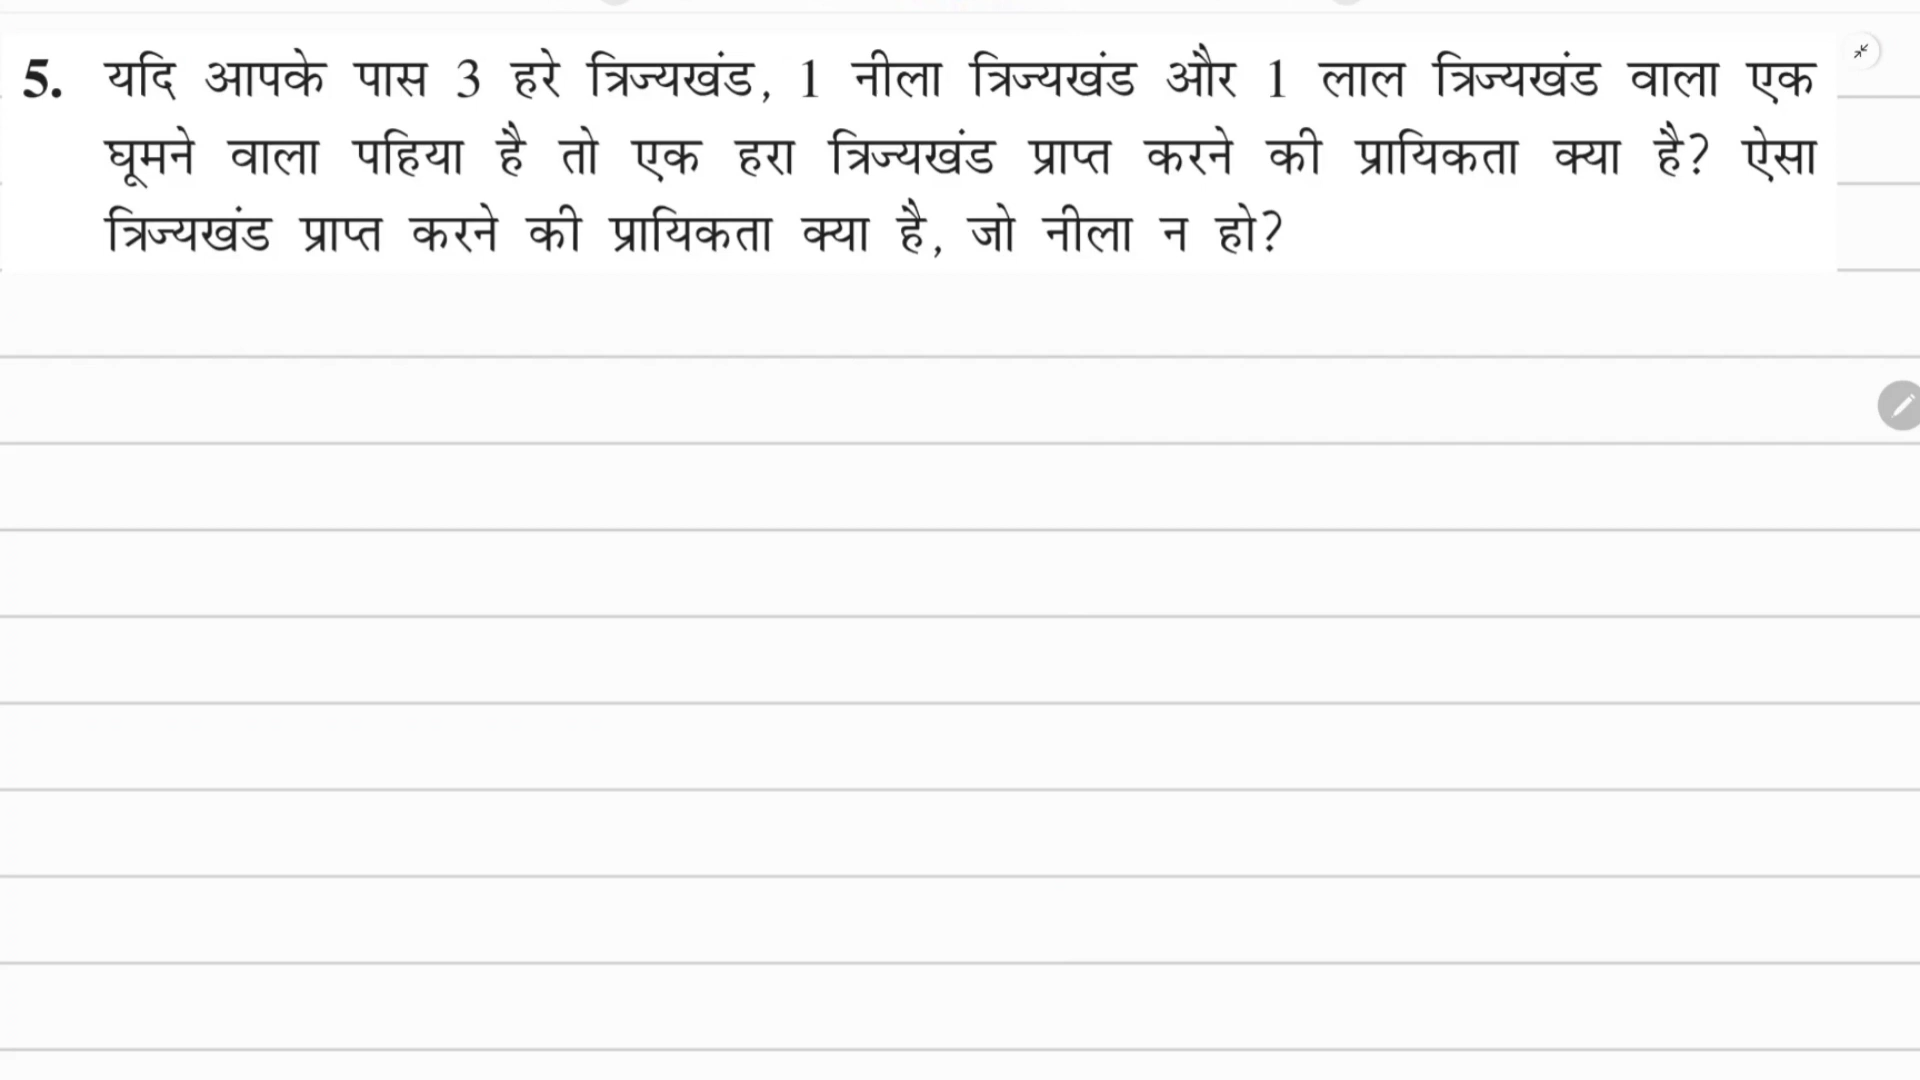 5. यदि आपके पास 3 हरे त्रिज्यखंड, 1 नीला त्रिज्यखंड और 1 लाल त्रिज्यखंड वाला एक
घूमने वाला पहिया है तो एक हरा त्रिज्यखंड प्राप्त करने की प्रायिकता क्या है? ऐसा
त्रिज्यखंड प्राप्त करने की प्रायिकता क्या है, जो नीला न हो?